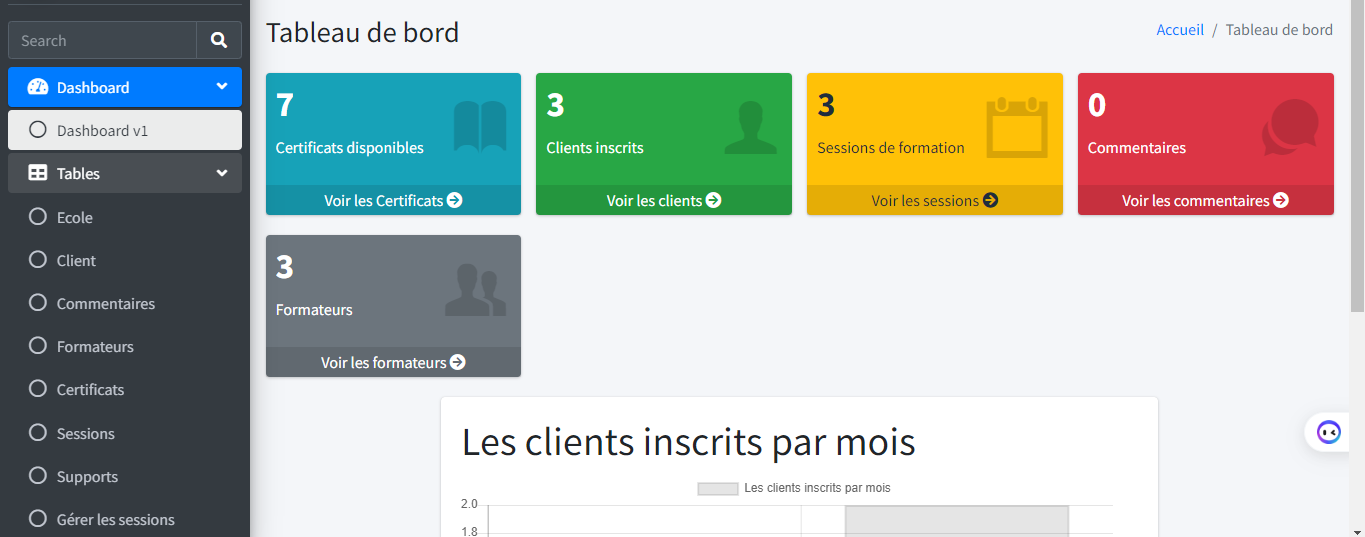 Search
Dashboard
Dashboard v1
Tables
Ecole
Client
Commentaires
Formateurs
Certificats
Sessions
Supports
Gérer les sessions
Tableau de bord
Accueil / Tableau de bord
7
Certificats disponibles
Voir les Certificats
3
Clients inscrits
Voir les clients
3
Sessions de formation
Voir les sessions
0
Commentaires
Voir les commentaires
3
Formateurs
Voir les formateurs
Les clients inscrits par mois
Les clients inscrits par mois
2.0
1.8